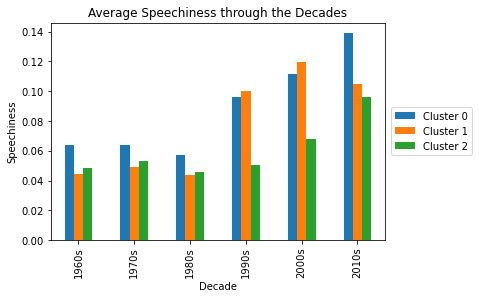 Average Speechiness through the Decades
Speechiness
0.14
0.12
0.10
0.08
0.06
0.04
0.02
0.00
1960s
1970s
1980s
1990s
2000s
2010s
Decade
Cluster 0
Cluster 1
Cluster 2